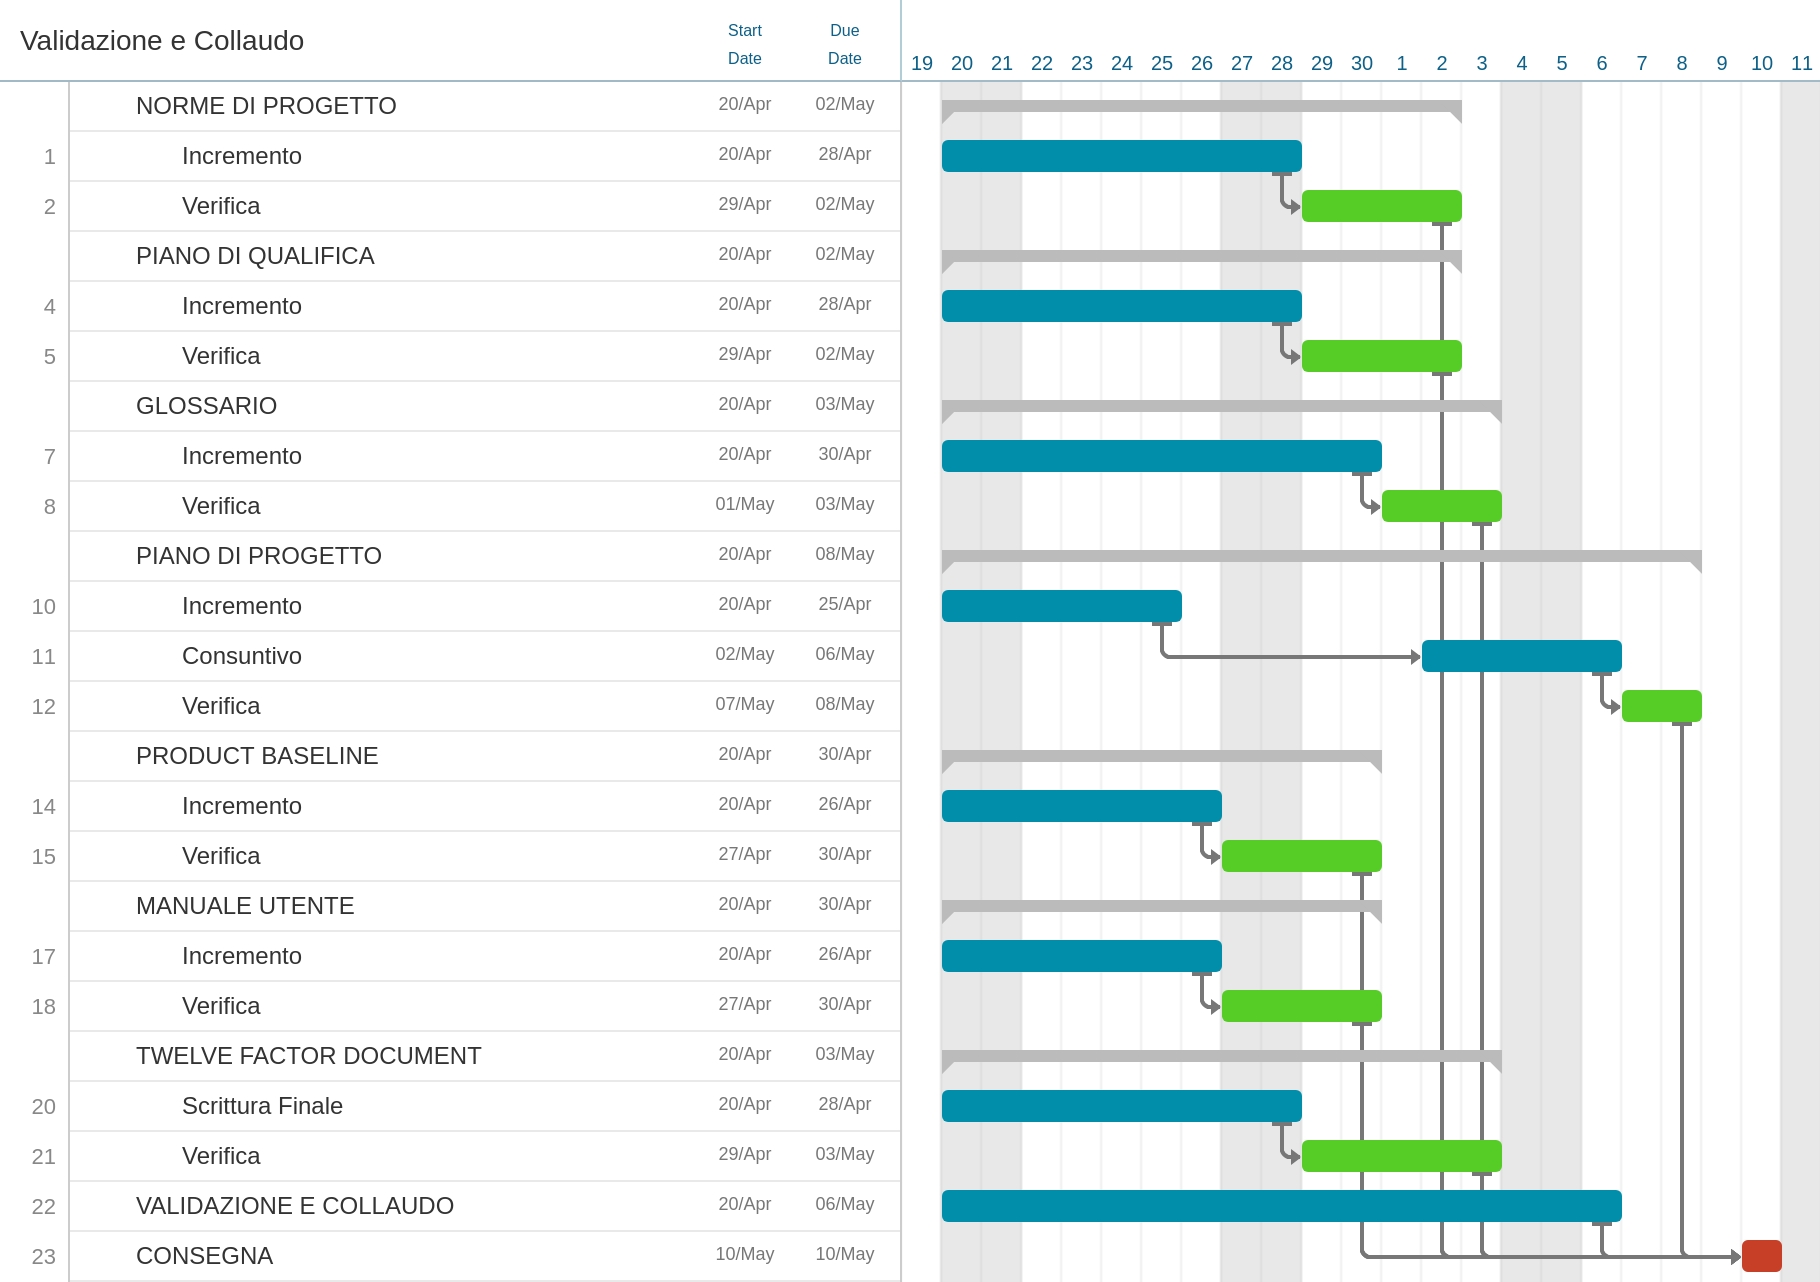 Validazione e Collaudo Start Date Due Date 19 20 21 22 23 24 25 26 27 28 29 30 1 2 3 4 5 6 7 8 9 10 11
NORME DI PROGETTO 20/Apr 02/May
1 Incremento 20/Apr 28/Apr
2 Verifica 29/Apr 02/May
PIANO DI QUALIFICA 20/Apr 02/May
4 Incremento 20/Apr 28/Apr
5 Verifica 29/Apr 02/May
GLOSSARIO 20/Apr 03/May
7 Incremento 20/Apr 30/Apr
8 Verifica 01/May 03/May
PIANO DI PROGETTO 20/Apr 08/May
10 Incremento 20/Apr 25/Apr
11 Consuntivo 02/May 06/May
12 Verifica 07/May 08/May
PRODUCT BASELINE 20/Apr 30/Apr
14 Incremento 20/Apr 26/Apr
15 Verifica 27/Apr 30/Apr
MANUALE UTENTE 20/Apr 30/Apr
17 Incremento 20/Apr 26/Apr
18 Verifica 27/Apr 30/Apr
TWELVE FACTOR DOCUMENT 20/Apr 03/May
20 Scrittura Finale 20/Apr 28/Apr
21 Verifica 29/Apr 03/May
22 VALIDAZIONE E COLLAUDO 20/Apr 06/May
23 CONSEGNA 10/May 10/May